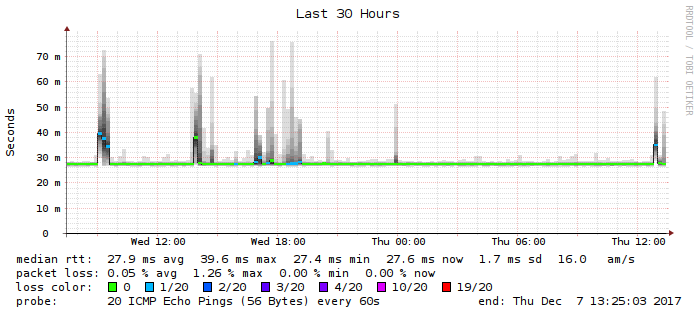 Last 30 Hours
RRDTOOL / TOBI OETIKER
Seconds
70 m
60 m
50 m
40 m
30 m
20 m
10 m
0
Wed 12:00 Wed 18:00 Thu 00:00 Thu 06:00 Thu 12:00
median rtt: 27.9 ms avg 39.6 ms max 27.4 ms min 27.6 ms now 1.7 ms sd 16.0 am/s
packet loss: 0.05 % avg 1.26 % max 0.00 % min 0.00 % now
loss color: 0 1/20 2/20 3/20 4/20 10/20 19/20
probe: 20 ICMP Echo Pings (56 Bytes) every 60s end: Thu Dec 7 13:25:03 2017